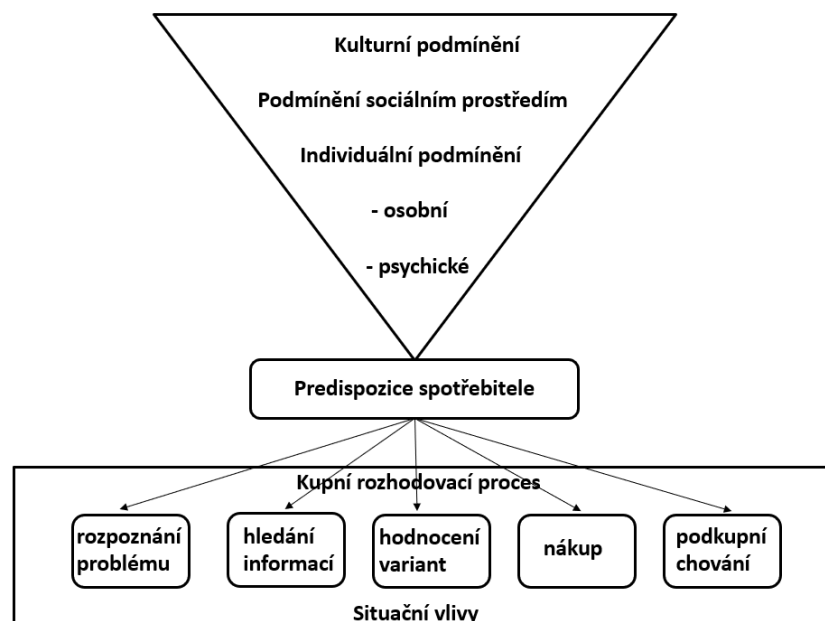 Kulturní podmínění
Podmínění sociálním prostředím
Individuální podmínění
- osobní
- psychické
Predispozice spotřebitele
Kupní rozhodovací proces
rozpoznání
problému
hledání
informací
hodnocení
variant
nákup
podkupní
chování
Situační vlivy